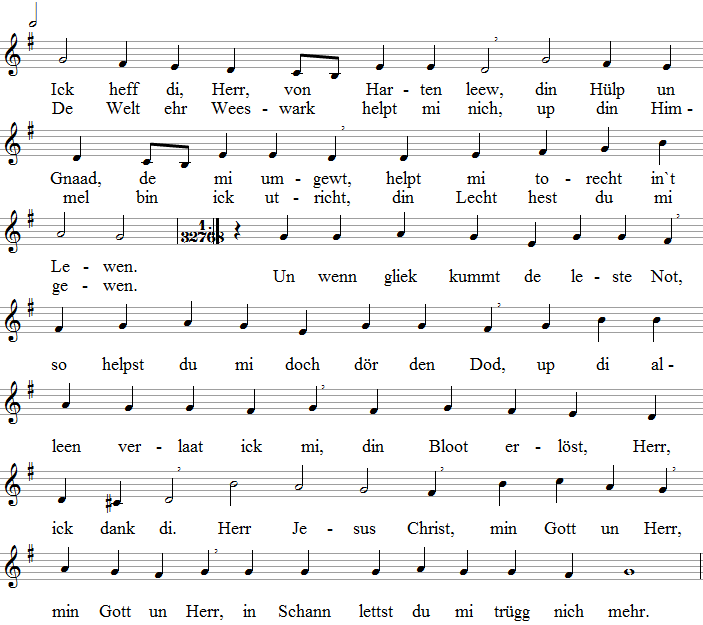 Ick heff di, Herr, von Har - ten leew, din Hülp un
De Welt ehr Wees - wark helpt mi nich, up din Him -
Gnaad, de mi um - gewt, helpt mi to - recht in`t
mel bin ick ut - richt, din Lecht hest du mi
1.
32768
Le - wen.
ge - wen.
Un wenn gliek kummt de le - ste Not,
so helpst du mi doch dör den Dod, up di al -
leen ver - laat ick mi, din Bloot er - löst, Herr,
ick dank di. Herr Je - sus Christ, min Gott un Herr,
min Gott un Herr, in Schann lettst du mi trügg nich mehr.